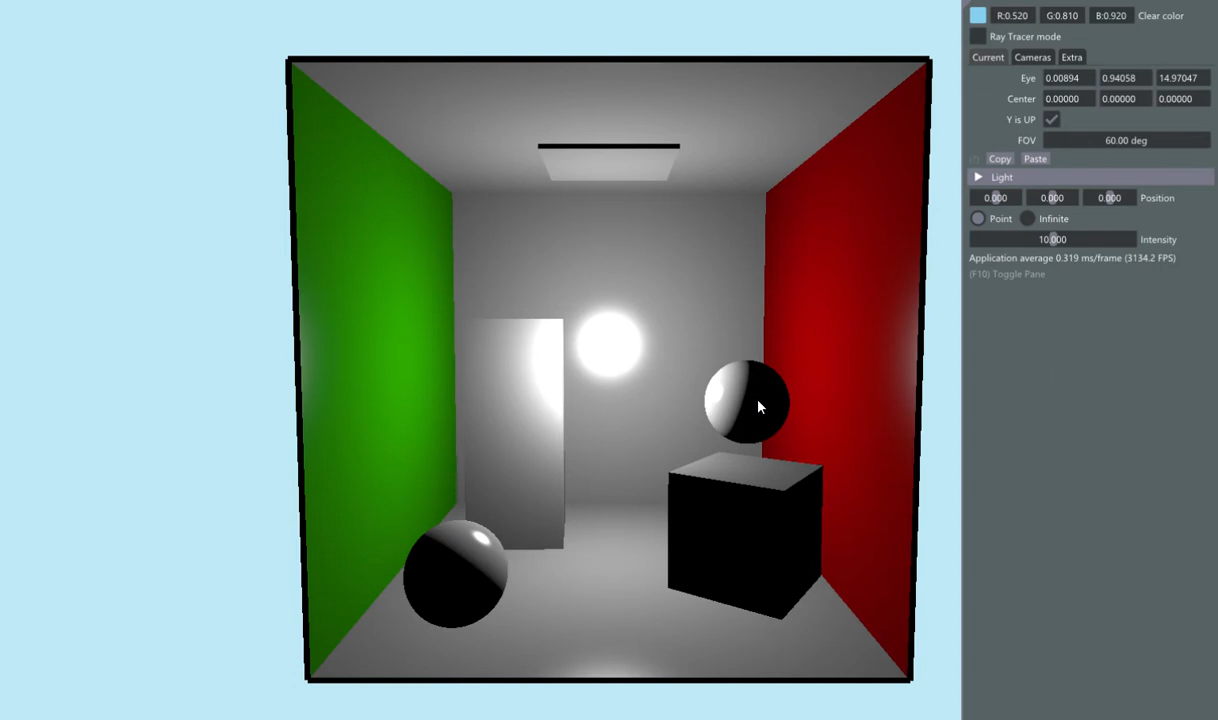 R:0.520 G:0.810 B:0.920 Clear color
Ray Tracer mode
Current Cameras Extra
Eye 0.00894 0.94058 14.97047
Center 0.00000 0.00000 0.00000
Y is UP
FOV 60.00 deg
(?) Copy Paste
Light
0.000 0.000 0.000 Position
Point Infinite
10.000 Intensity
Application average 0.319 ms/frame (3134.2 FPS)
(F10) Toggle Pane